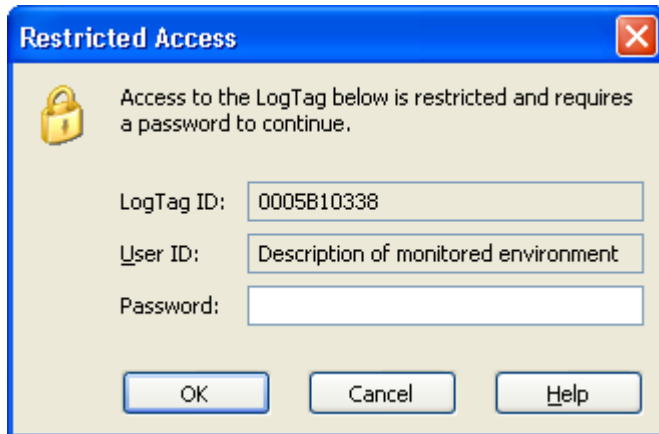 Restricted Access
Access to the LogTag below is restricted and requires
a password to continue.
LogTag ID: 0005B10338
User ID: Description of monitored environment
Password:
OK Cancel Help